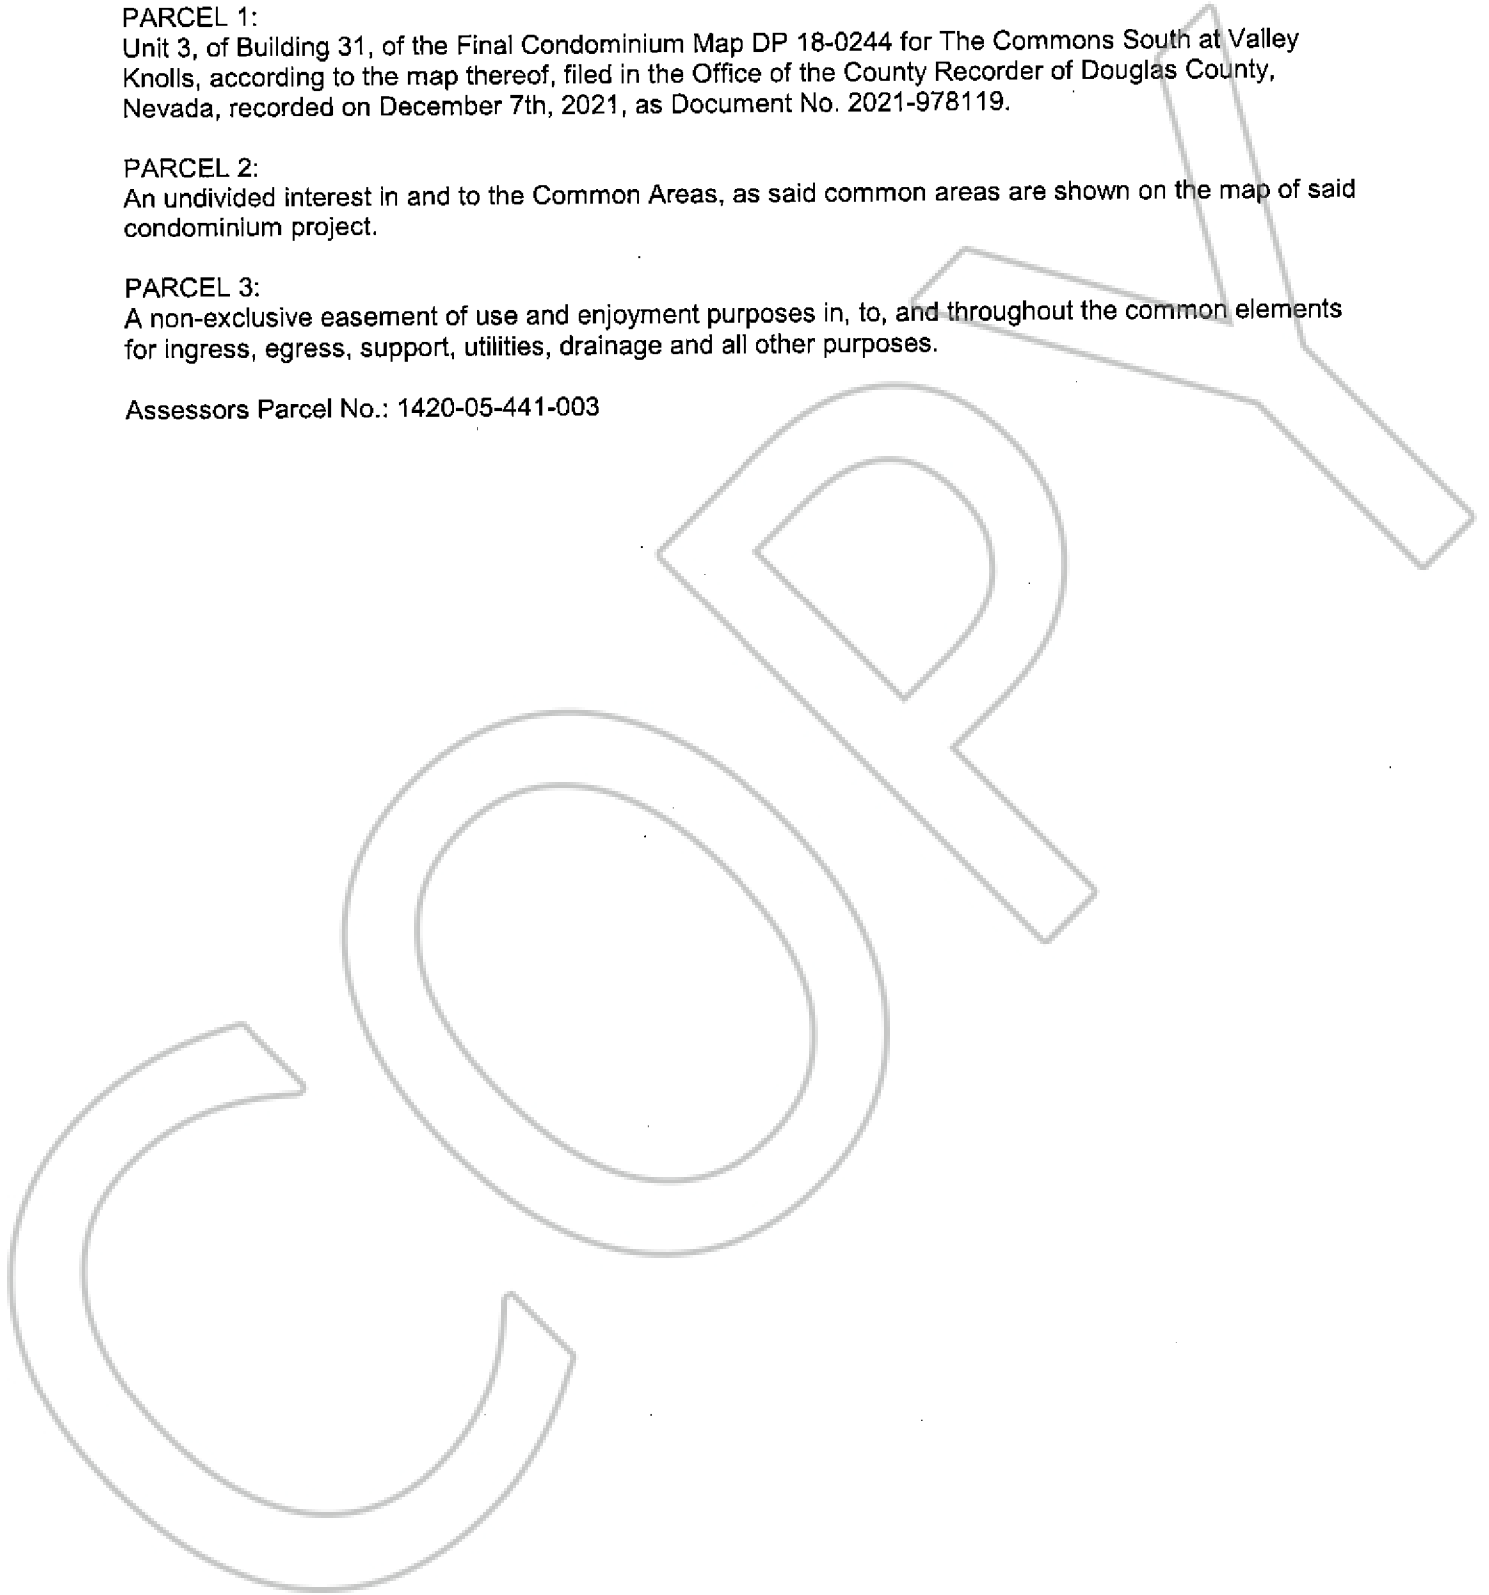 PARCEL 1:
Unit 3, of Building 31, of the Final Condominium Map DP 18-0244 for The Commons South at Valley
Knolls, according to the map thereof, filed in the Office of the County Recorder of Douglas County,
Nevada, recorded on December 7th, 2021, as Document No. 2021-978119.
PARCEL 2:
An undivided interest in and to the Common Areas, as said common areas are shown on the map of said
condominium project.
PARCEL 3:
A non-exclusive easement of use and enjoyment purposes in, to, and throughout the common elements
for ingress, egress, support, utilities, drainage and all other purposes.
Assessors Parcel No.: 1420-05-441-003
COPY